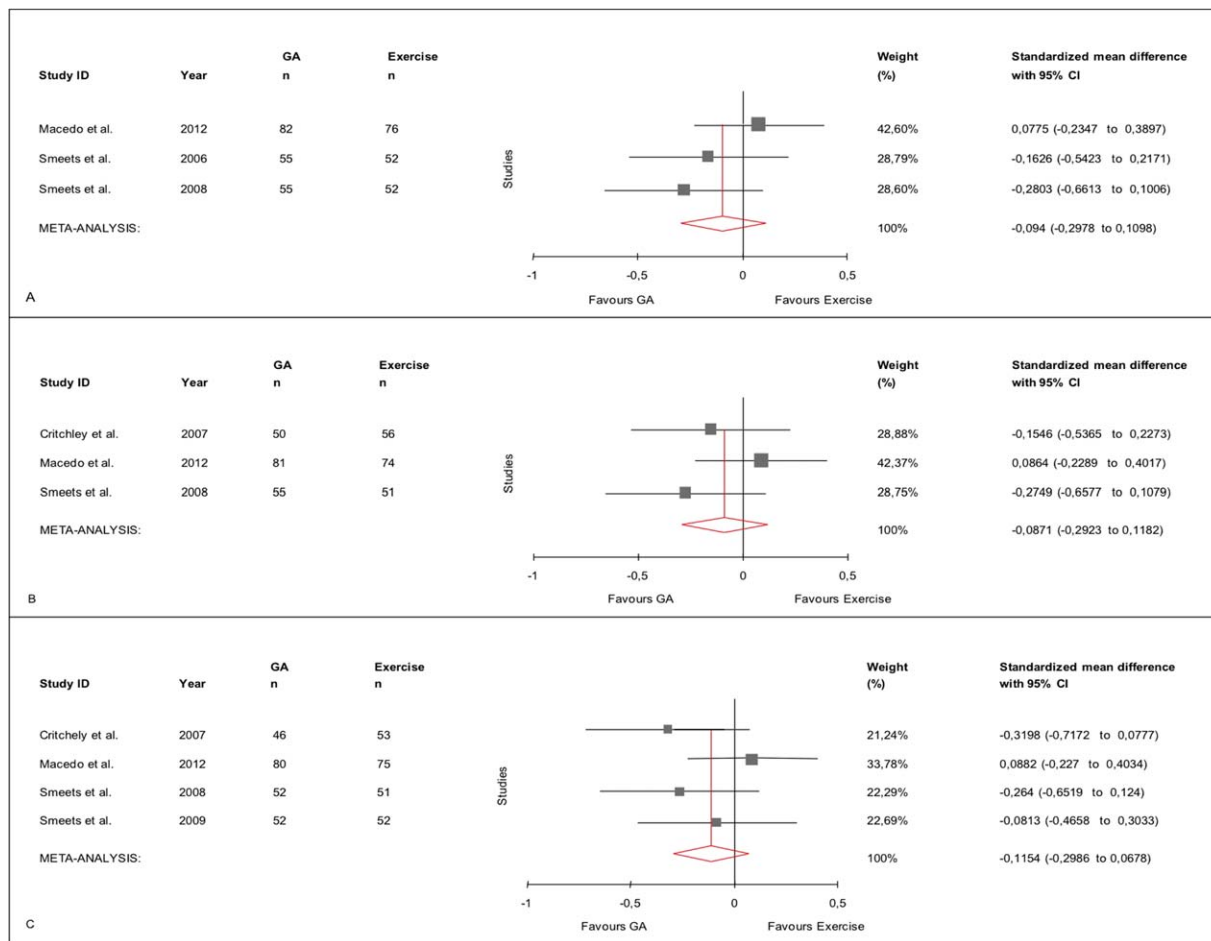 GA Exercise Weight Standardized mean difference
Study ID Year n n (%) with 95% CI
Macedo et al. 2012 82 76 42,60% 0,0775 (-0,2347 to 0,3897)
Smeets et al. 2006 55 52 28,79% -0,1626 (-0,5423 to 0,2171)
Studies
Smeets et al. 2008 55 52 28,60% -0,2803 (-0,6613 to 0,1006)
META-ANALYSIS: 100% -0,094 (-0,2978 to 0,1098)
-1 -0,5 0 0,5
A Favours GA Favours Exercise
GA Exercise Weight Standardized mean difference
Study ID Year n n (%) with 95% CI
Critchley et al. 2007 50 56 28,88% -0,1546 (-0,5365 to 0,2273)
Macedo et al. 2012 81 74 42,37% 0,0864 (-0,2289 to 0,4017)
Studies
Smeets et al. 2008 55 51 28,75% -0,2749 (-0,6577 to 0,1079)
META-ANALYSIS: 100% -0,0871 (-0,2923 to 0,1182)
-1 -0,5 0 0,5
B Favours GA Favours Exercise
GA Exercise Weight Standardized mean difference
Study ID Year n n (%) with 95% CI
Critchely et al. 2007 46 53 21,24% -0,3198 (-0,7172 to 0,0777)
Macedo et al. 2012 80 75 33,78% 0,0882 (-0,227 to 0,4034)
Studies
Smeets et al. 2008 52 51 22,29% -0,264 (-0,6519 to 0,124)
Smeets et al. 2009 52 52 22,69% -0,0813 (-0,4658 to 0,3033)
META-ANALYSIS: 100% -0,1154 (-0,2986 to 0,0678)
-1 -0,5 0 0,5
C Favours GA Favours Exercise